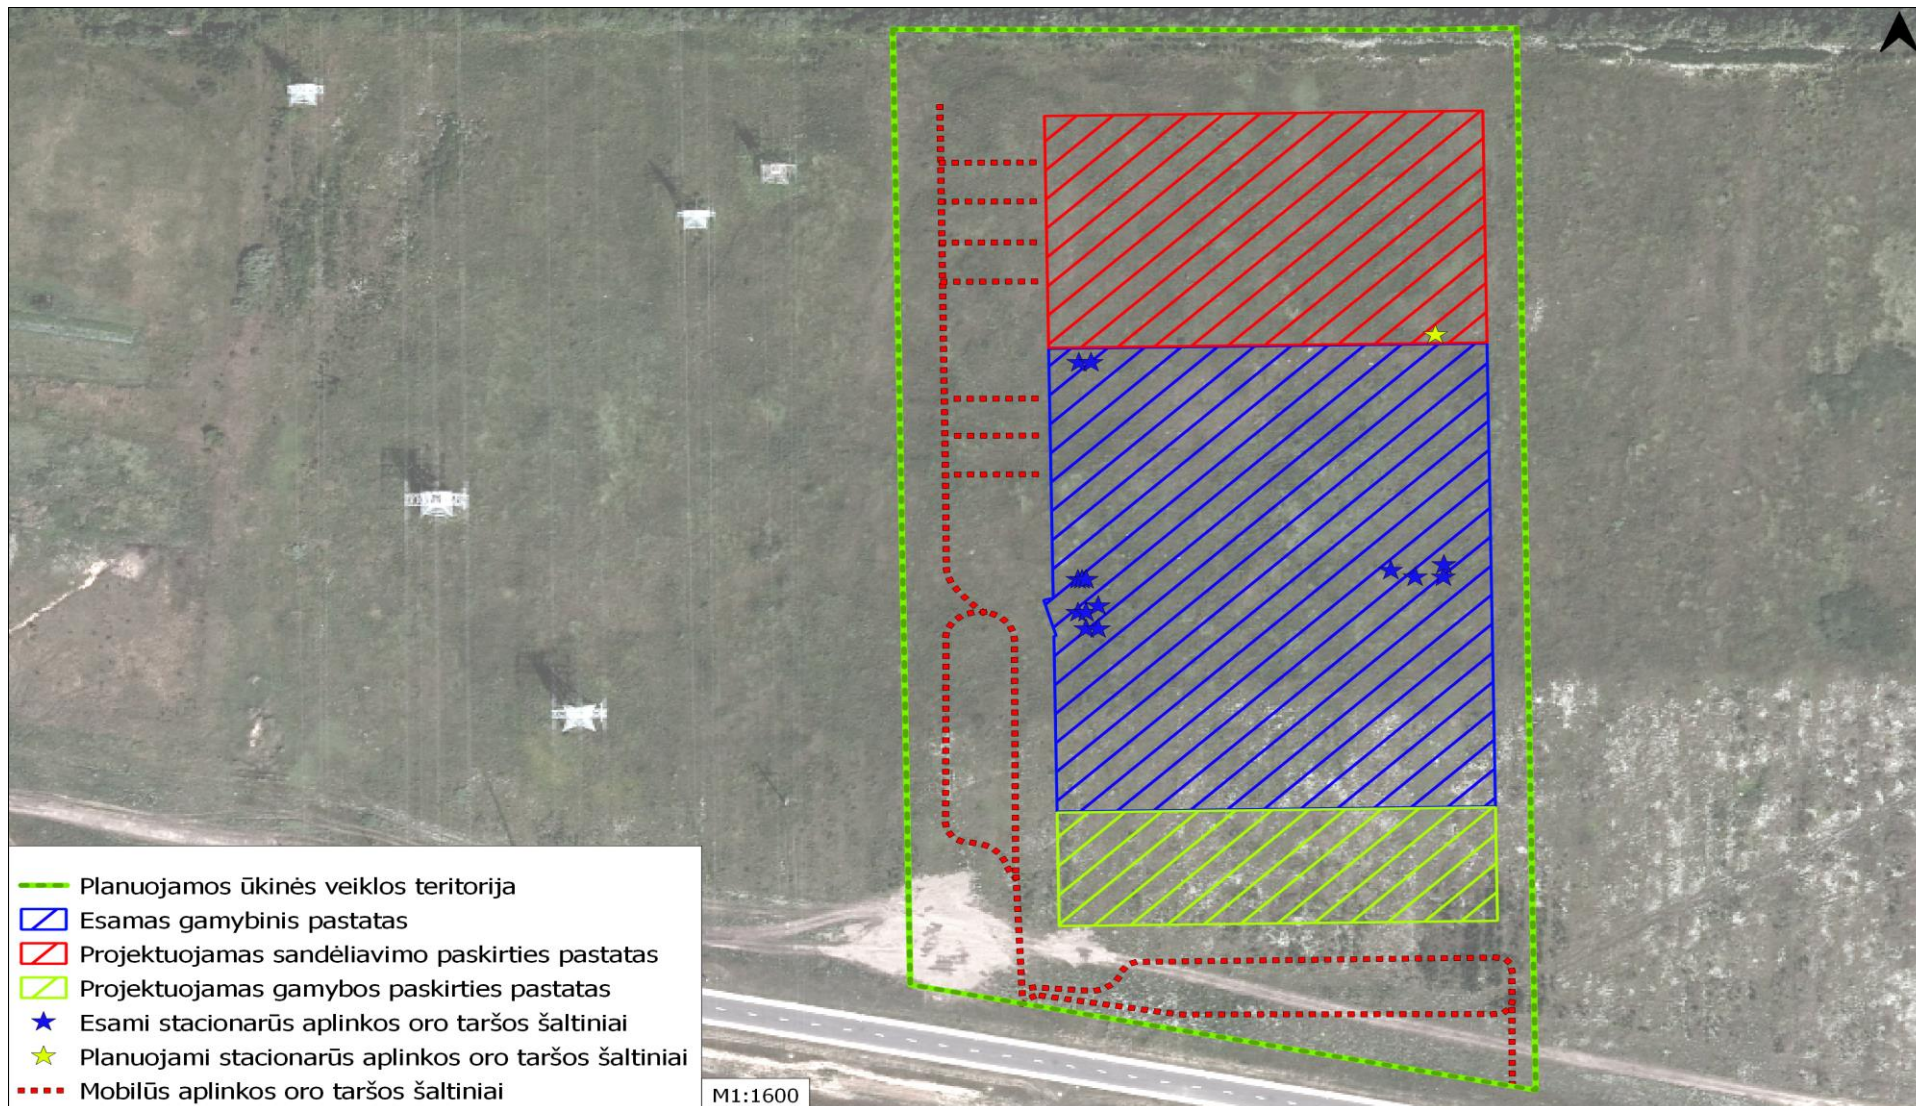 Planuojamos ūkinės veiklos teritorija
Esamas gamybinis pastatas
Projektuojamas sandėliavimo paskirties pastatas
Projektuojamas gamybos paskirties pastatas
Esami stacionarūs aplinkos oro taršos šaltiniai
Planuojami stacionarūs aplinkos oro taršos šaltiniai
Mobilūs aplinkos oro taršos šaltiniai
M1:1600